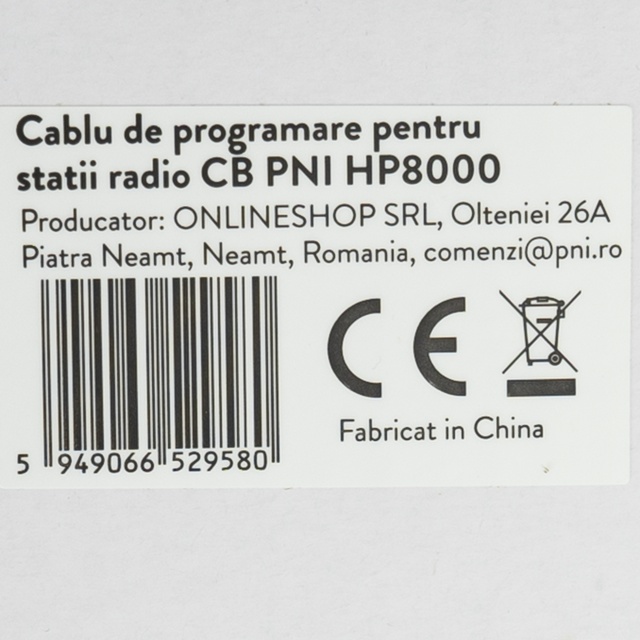 Cablu de programare pentru
statii radio CB PNI HP8000
Producator: ONLINESHOP SRL, Olteniei 26A
Piatra Neamt, Neamt, Romania, comenzi@pni.ro
CE
Fabricat in China
5 949066 529580